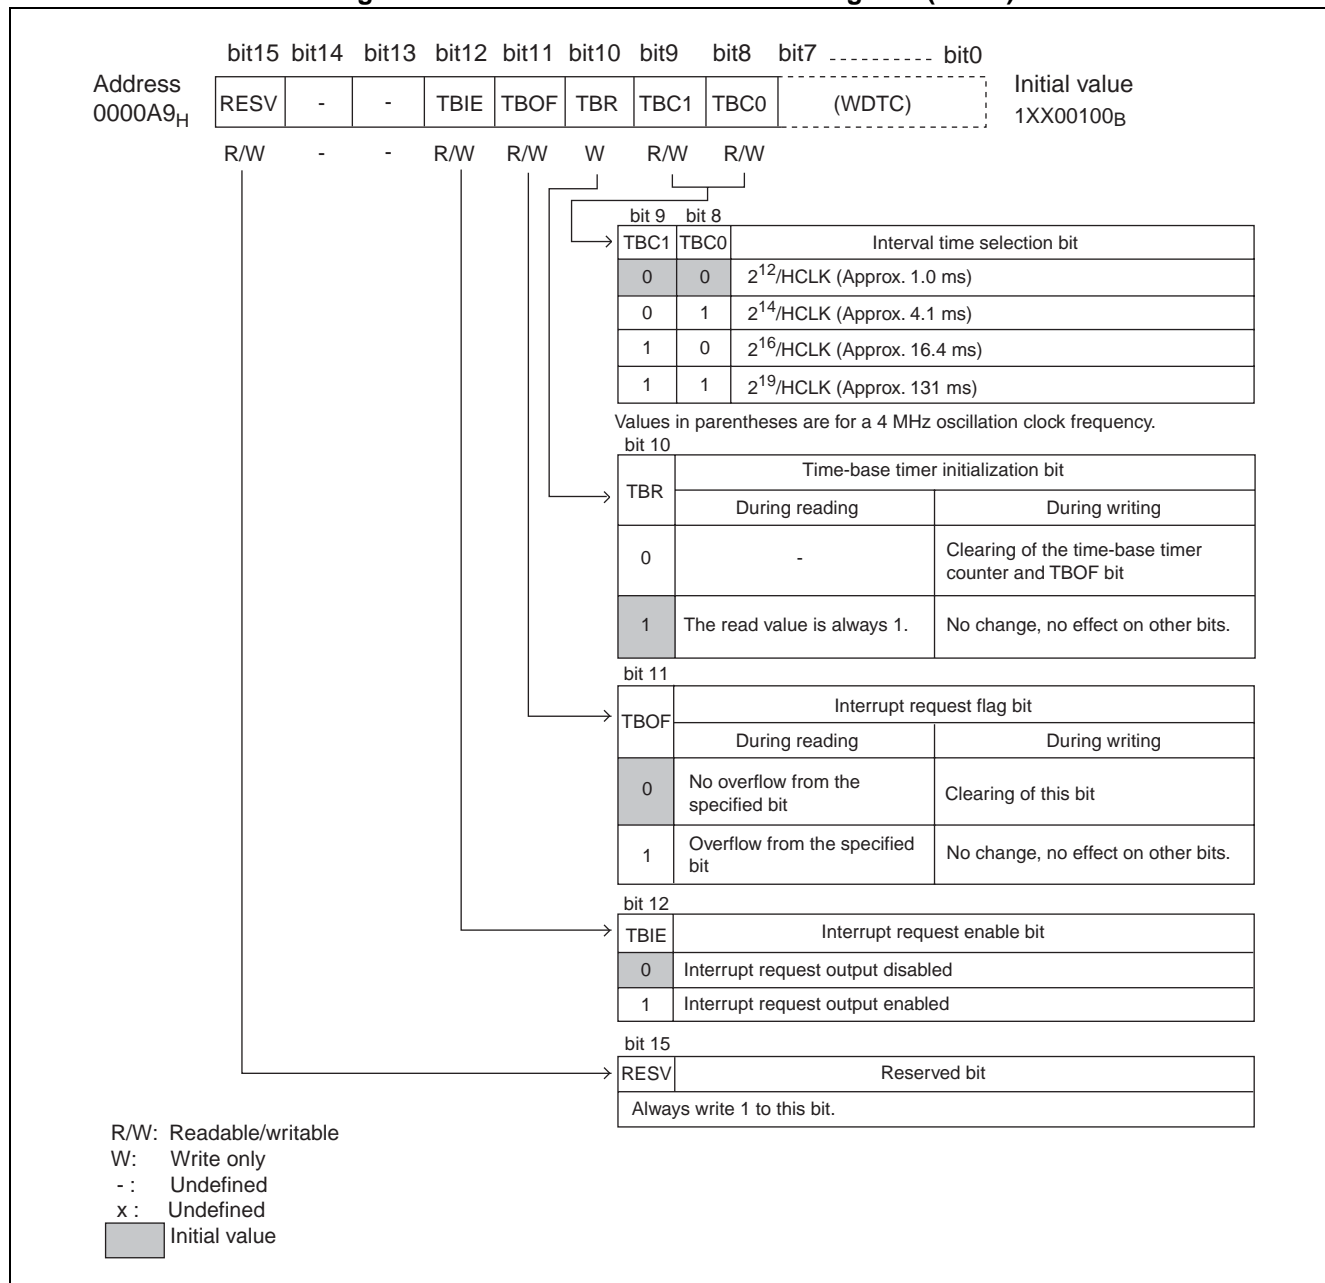 bit15 bit14 bit13 bit12 bit11 bit10 bit9 bit8 bit7 ---------- bit0
Address
0000A9H
RESV - - TBIE TBOF TBR TBC1 TBC0 (WDTC)
Initial value
1XX00100B
R/W - - R/W R/W W R/W R/W
bit 9 bit 8
TBC1 TBC0 Interval time selection bit
0 0 2^12/HCLK (Approx. 1.0 ms)
0 1 2^14/HCLK (Approx. 4.1 ms)
1 0 2^16/HCLK (Approx. 16.4 ms)
1 1 2^19/HCLK (Approx. 131 ms)
Values in parentheses are for a 4 MHz oscillation clock frequency.
bit 10
TBR Time-base timer initialization bit
During reading During writing
0 - Clearing of the time-base timer
counter and TBOF bit
1 The read value is always 1. No change, no effect on other bits.
bit 11
TBOF Interrupt request flag bit
During reading During writing
0 No overflow from the
specified bit
Clearing of this bit
1 Overflow from the specified
bit
No change, no effect on other bits.
bit 12
TBIE Interrupt request enable bit
0 Interrupt request output disabled
1 Interrupt request output enabled
bit 15
RESV Reserved bit
Always write 1 to this bit.
R/W: Readable/writable
W: Write only
- : Undefined
x : Undefined
Initial value